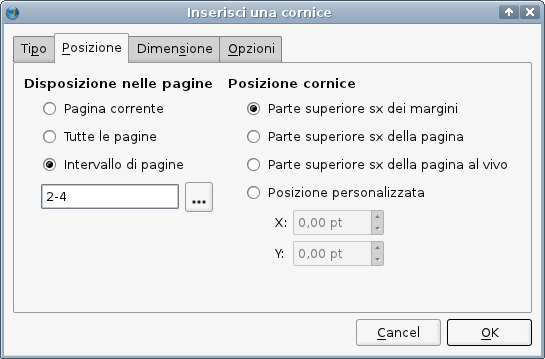 Inserisci una cornice
Tipo Posizione Dimensione Opzioni
Disposizione nelle pagine
Pagina corrente
Tutte le pagine
Intervallo di pagine
2-4
...
Posizione cornice
Parte superiore sx dei margini
Parte superiore sx della pagina
Parte superiore sx della pagina al vivo
Posizione personalizzata
X: 0,00 pt
Y: 0,00 pt
Cancel OK